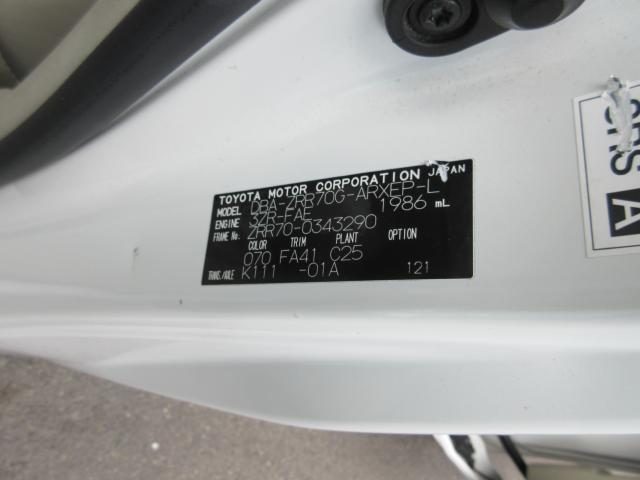 TOYOTA MOTOR CORPORATION JAPAN
MODEL DBA-ZRR70G-ARXEP-L
ENGINE 3ZR-FAE 1986 mL
FRAME No. ZRR70-0343290
COLOR TRIM PLANT OPTION
070 FA41 C25
TRANS./AXLE K111 -01A 121
A